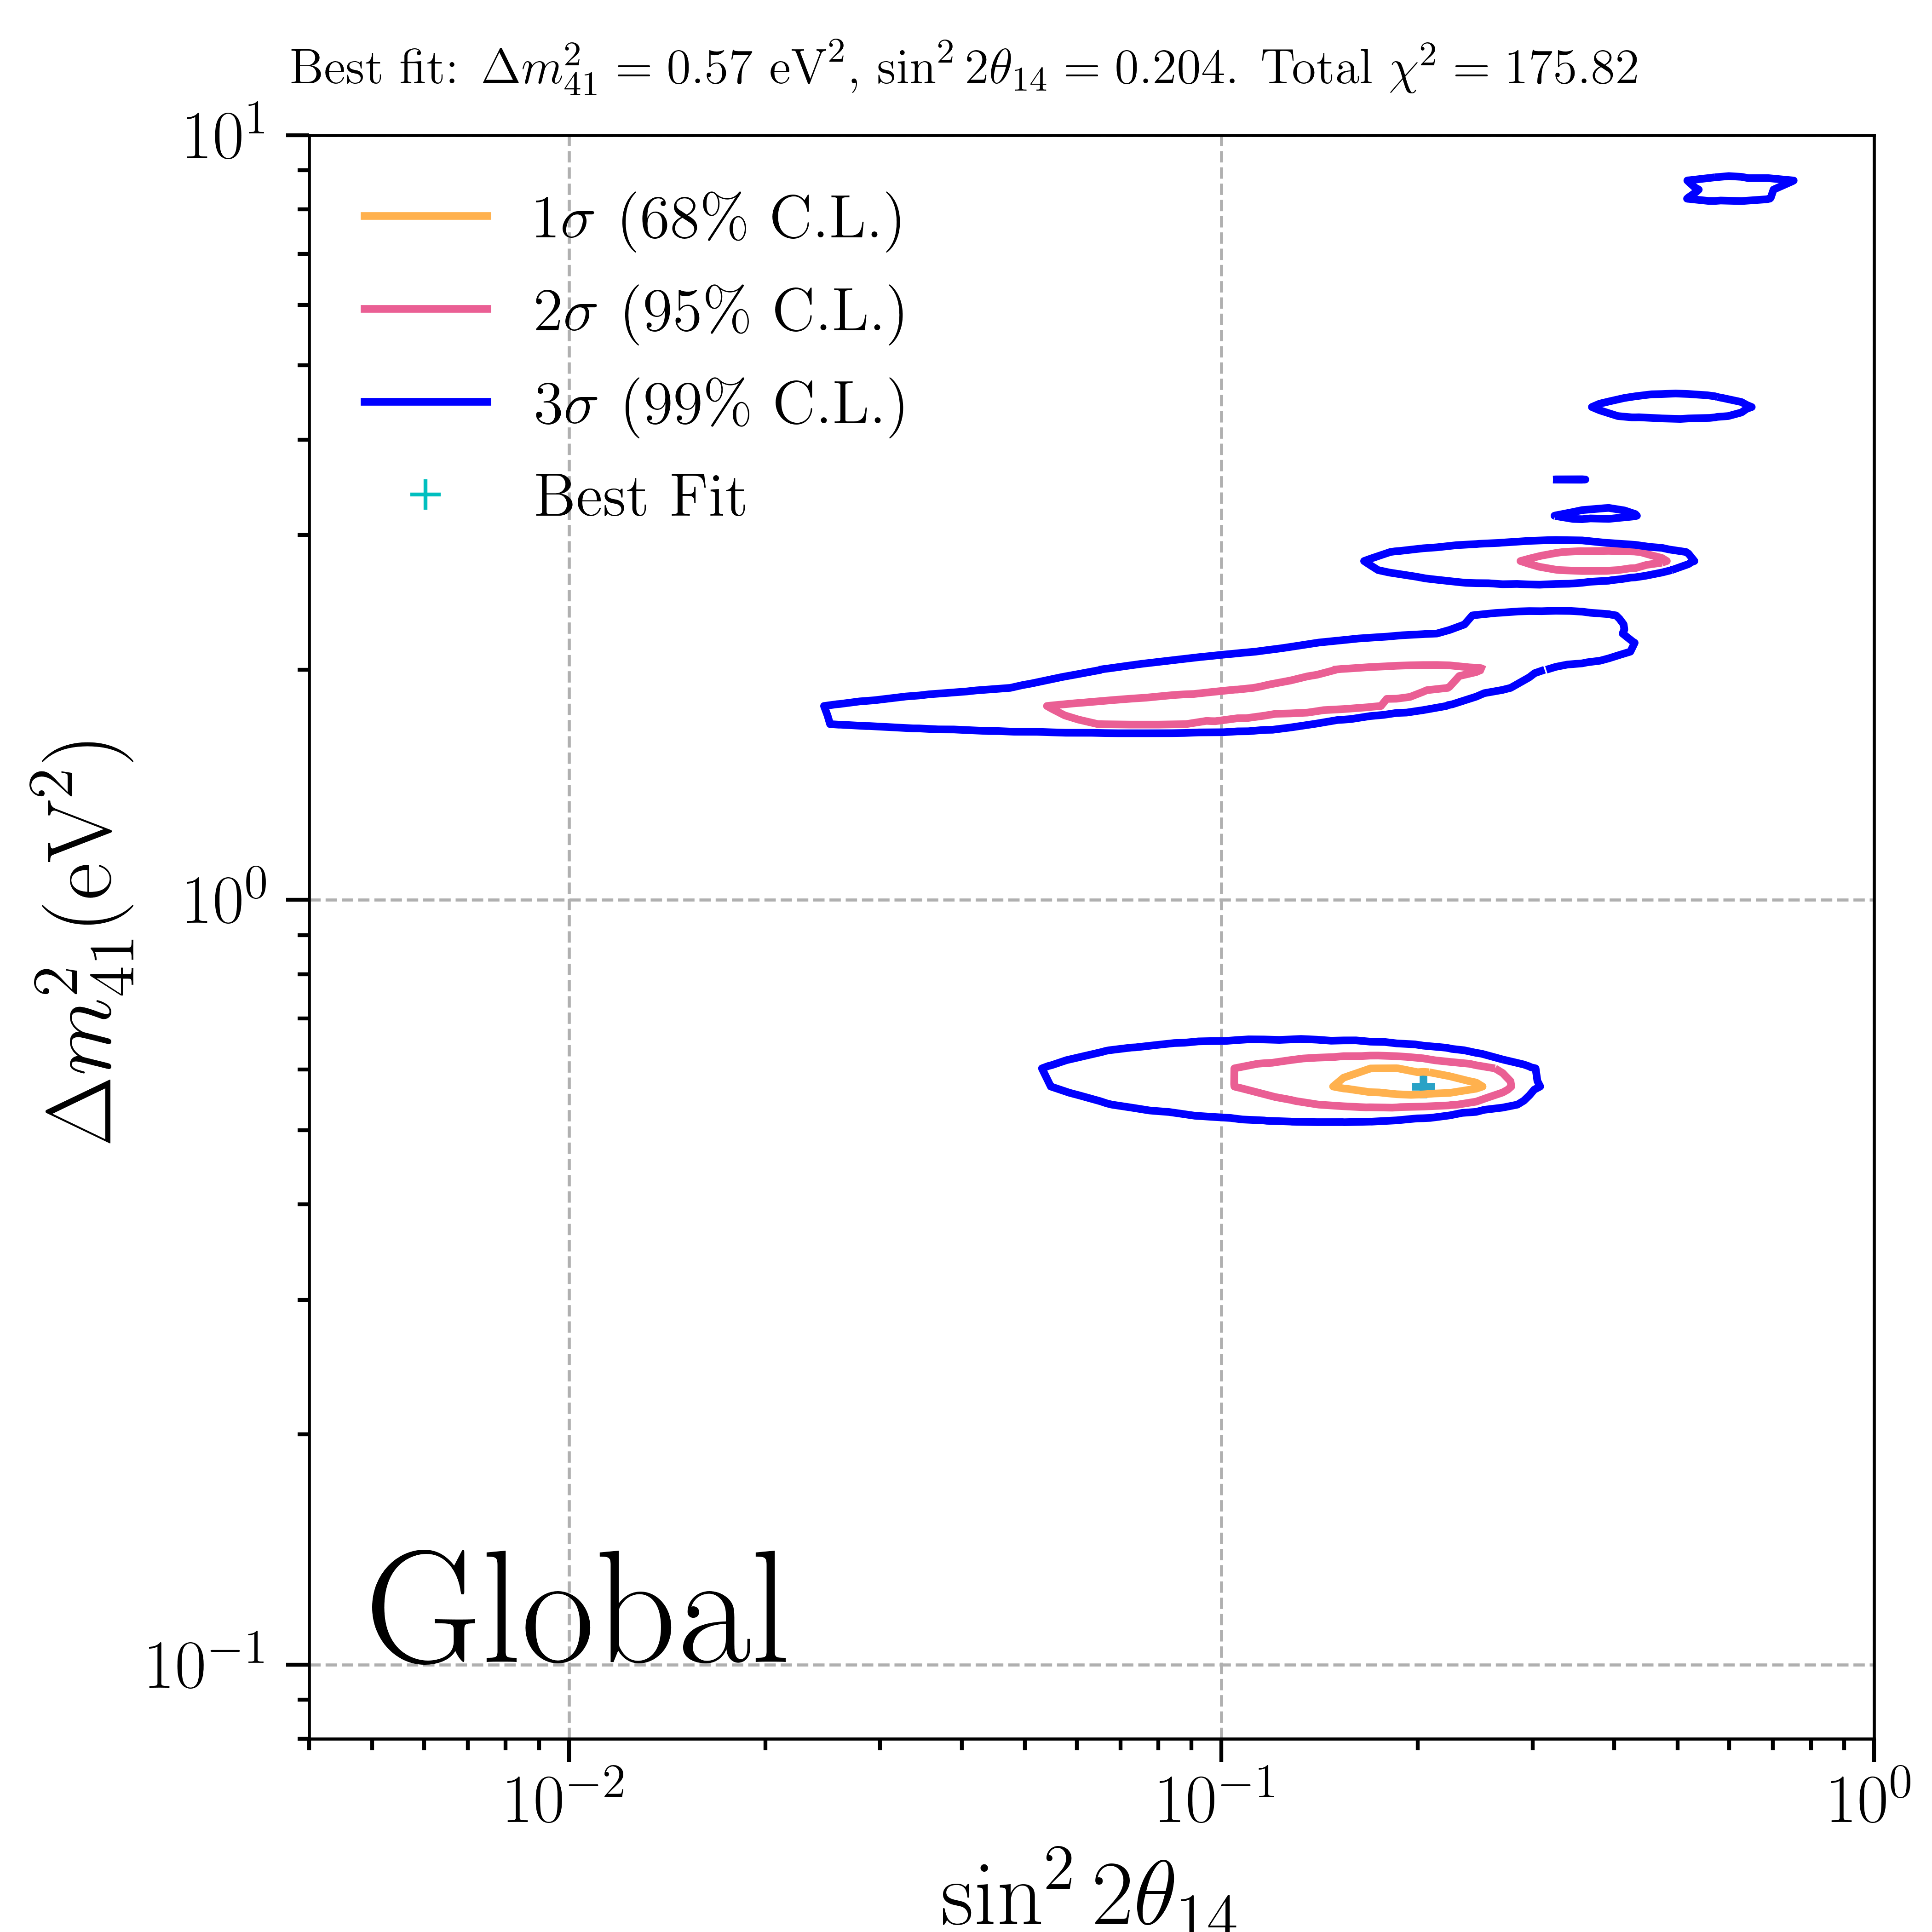 Best fit: Δm²₄₁ = 0.57 eV², sin² 2θ₁₄ = 0.204. Total χ² = 175.82
10¹
1σ (68% C.L.)
2σ (95% C.L.)
3σ (99% C.L.)
Best Fit
Δm²₄₁(eV²)
10⁰
Global
10⁻¹
10⁻² 10⁻¹ 10⁰
sin² 2θ₁₄